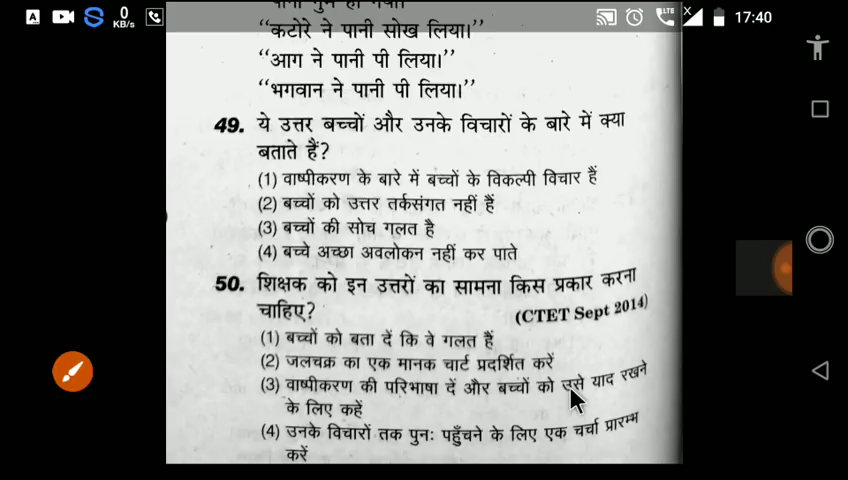 0
KB/s
LTE
X
17:40
A
S
"कटोरे ने पानी सोख लिया।"
"आग ने पानी पी लिया।"
"भगवान ने पानी पी लिया।"
49. ये उत्तर बच्चों और उनके विचारों के बारे में क्या
बताते हैं?
(1) वाष्पीकरण के बारे में बच्चों के विकल्पी विचार हैं
(2) बच्चों को उत्तर तर्कसंगत नहीं हैं
(3) बच्चों की सोच गलत है
(4) बच्चे अच्छा अवलोकन नहीं कर पाते
50. शिक्षक को इन उत्तरों का सामना किस प्रकार करना
चाहिए?
(CTET Sept 2014)
(1) बच्चों को बता दें कि वे गलत हैं
(2) जलचक्र का एक मानक चार्ट प्रदर्शित करें
(3) वाष्पीकरण की परिभाषा दें और बच्चों को उसे याद रखने
के लिए कहें
(4) उनके विचारों तक पुनः पहुँचने के लिए एक चर्चा प्रारम्भ
करें